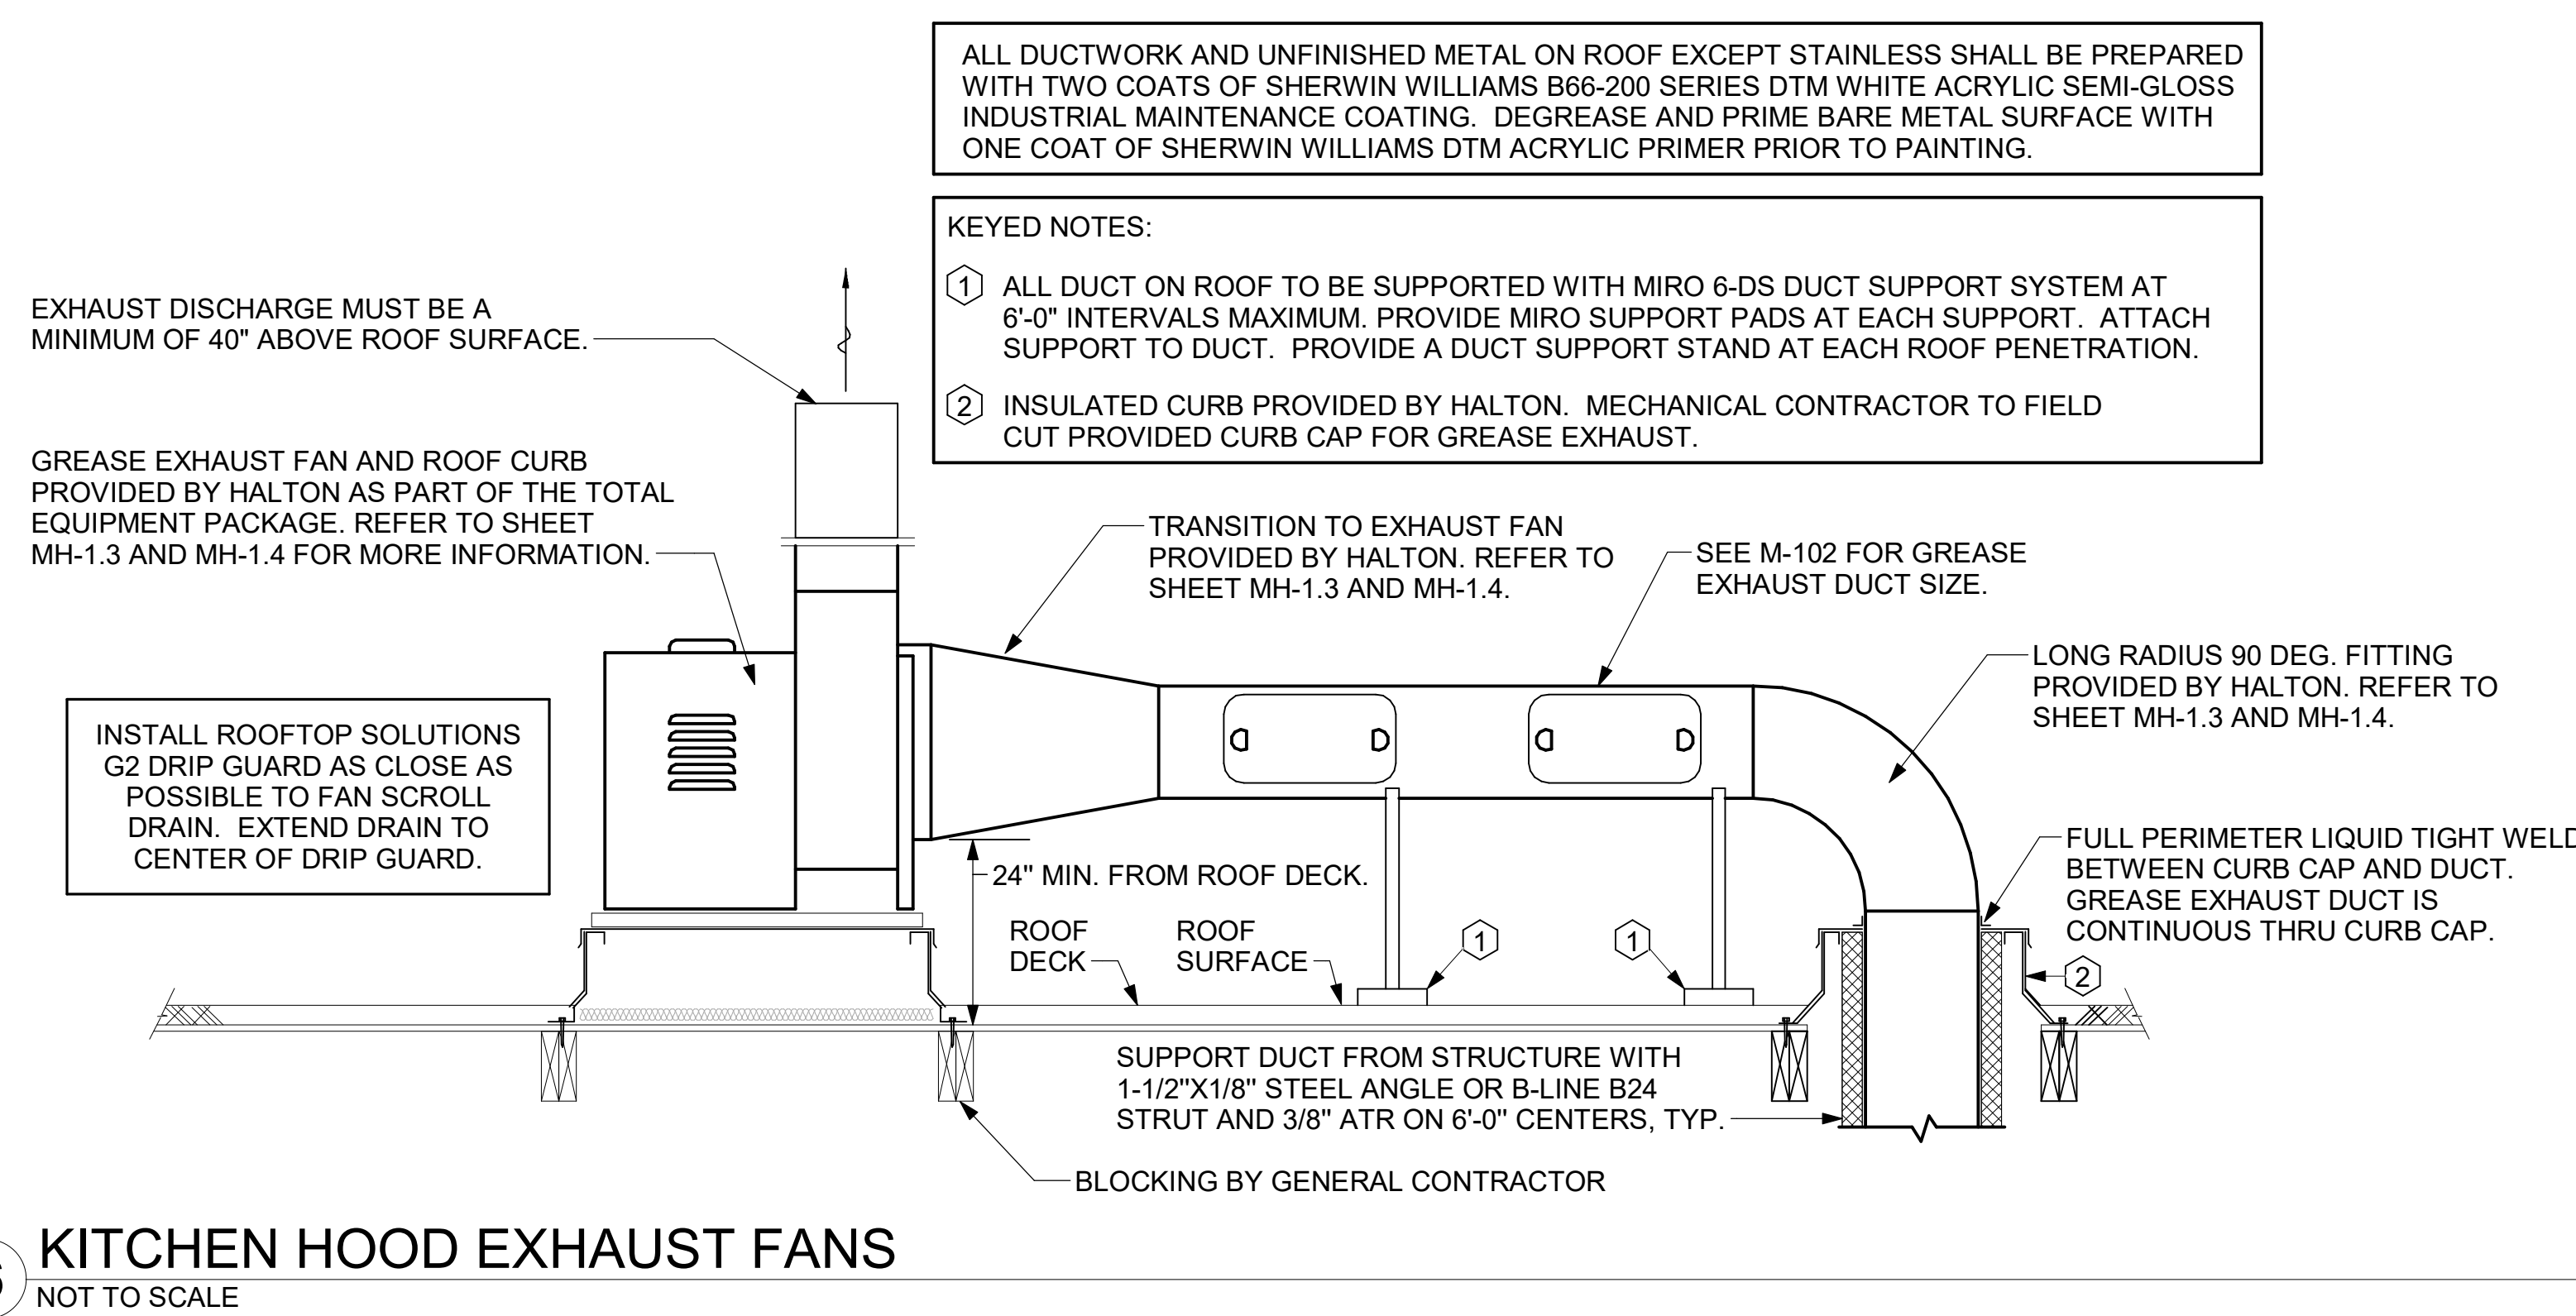 ALL DUCTWORK AND UNFINISHED METAL ON ROOF EXCEPT STAINLESS SHALL BE PREPARED
WITH TWO COATS OF SHERWIN WILLIAMS B66-200 SERIES DTM WHITE ACRYLIC SEMI-GLOSS
INDUSTRIAL MAINTENANCE COATING. DEGREASE AND PRIME BARE METAL SURFACE WITH
ONE COAT OF SHERWIN WILLIAMS DTM ACRYLIC PRIMER PRIOR TO PAINTING.
KEYED NOTES:
1 ALL DUCT ON ROOF TO BE SUPPORTED WITH MIRO 6-DS DUCT SUPPORT SYSTEM AT
6'-0" INTERVALS MAXIMUM. PROVIDE MIRO SUPPORT PADS AT EACH SUPPORT. ATTACH
SUPPORT TO DUCT. PROVIDE A DUCT SUPPORT STAND AT EACH ROOF PENETRATION.
2 INSULATED CURB PROVIDED BY HALTON. MECHANICAL CONTRACTOR TO FIELD
CUT PROVIDED CURB CAP FOR GREASE EXHAUST.
EXHAUST DISCHARGE MUST BE A
MINIMUM OF 40" ABOVE ROOF SURFACE.
GREASE EXHAUST FAN AND ROOF CURB
PROVIDED BY HALTON AS PART OF THE TOTAL
EQUIPMENT PACKAGE. REFER TO SHEET
MH-1.3 AND MH-1.4 FOR MORE INFORMATION.
TRANSITION TO EXHAUST FAN
PROVIDED BY HALTON. REFER TO
SHEET MH-1.3 AND MH-1.4.
SEE M-102 FOR GREASE
EXHAUST DUCT SIZE.
LONG RADIUS 90 DEG. FITTING
PROVIDED BY HALTON. REFER TO
SHEET MH-1.3 AND MH-1.4.
INSTALL ROOFTOP SOLUTIONS
G2 DRIP GUARD AS CLOSE AS
POSSIBLE TO FAN SCROLL
DRAIN. EXTEND DRAIN TO
CENTER OF DRIP GUARD.
FULL PERIMETER LIQUID TIGHT WELD
BETWEEN CURB CAP AND DUCT.
GREASE EXHAUST DUCT IS
CONTINUOUS THRU CURB CAP.
24" MIN. FROM ROOF DECK.
ROOF
DECK
ROOF
SURFACE
1
1
2
SUPPORT DUCT FROM STRUCTURE WITH
1-1/2"X1/8" STEEL ANGLE OR B-LINE B24
STRUT AND 3/8" ATR ON 6'-0" CENTERS, TYP.
BLOCKING BY GENERAL CONTRACTOR
KITCHEN HOOD EXHAUST FANS
NOT TO SCALE